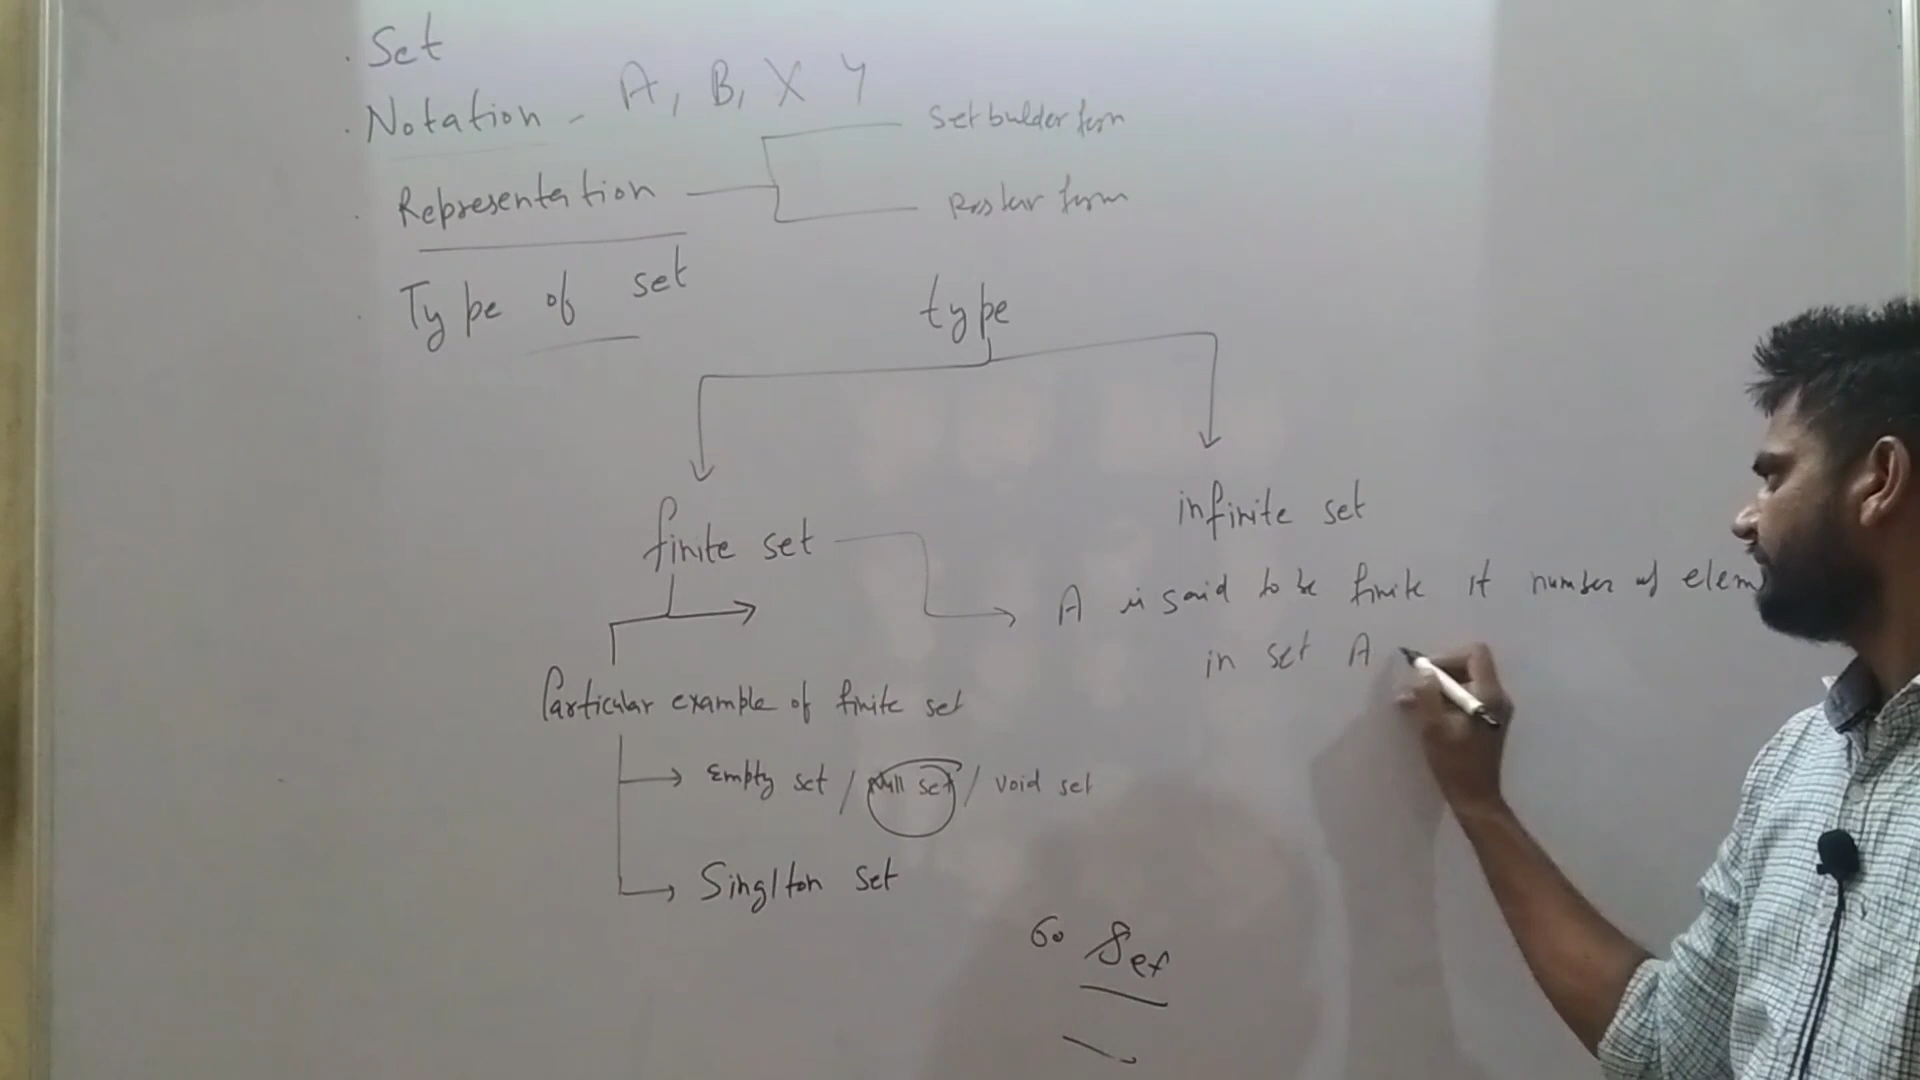 . Set
. Notation - A, B, X Y
Set bulder form
. Representation
Roster form
. Type of set
type
finite set
infinite set
A is said to be finite if number of elem
in set A
Particular example of finite set
Empty set / Null set / void set
Singlton set
60 Set